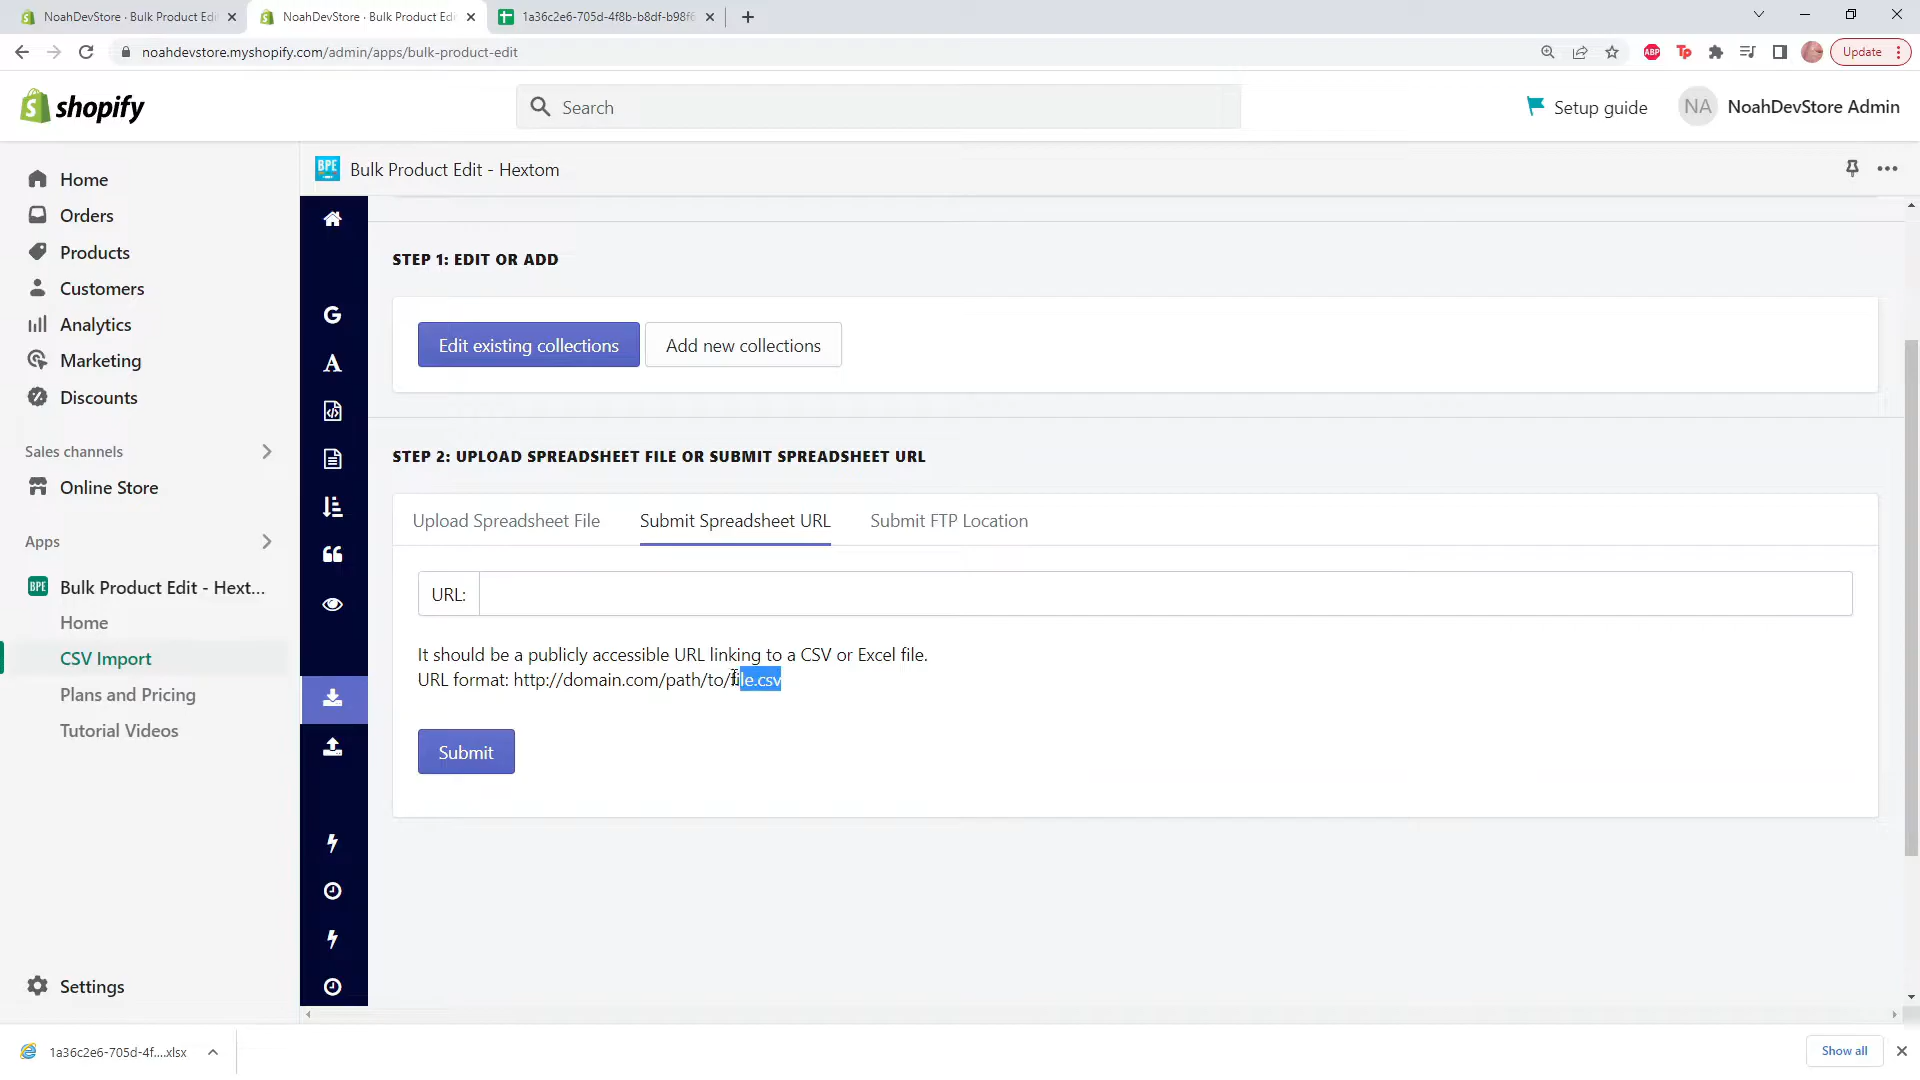 NoahDevStore · Bulk Product Edi
NoahDevStore · Bulk Product Edi
1a36c2e6-705d-4f8b-b8df-b98f6
noahdevstore.myshopify.com/admin/apps/bulk-product-edit
ABP
Tp
Update
shopify
Search
Setup guide
NA
NoahDevStore Admin
Home
Orders
Products
Customers
Analytics
Marketing
Discounts
Sales channels
Online Store
Apps
BPE
Bulk Product Edit - Hext...
Home
CSV Import
Plans and Pricing
Tutorial Videos
Settings
BPE
Bulk Product Edit - Hextom
G
A
STEP 1: EDIT OR ADD
Edit existing collections
Add new collections
STEP 2: UPLOAD SPREADSHEET FILE OR SUBMIT SPREADSHEET URL
Upload Spreadsheet File
Submit Spreadsheet URL
Submit FTP Location
URL:
It should be a publicly accessible URL linking to a CSV or Excel file.
URL format: http://domain.com/path/to/file.csv
Submit
1a36c2e6-705d-4f....xlsx
Show all